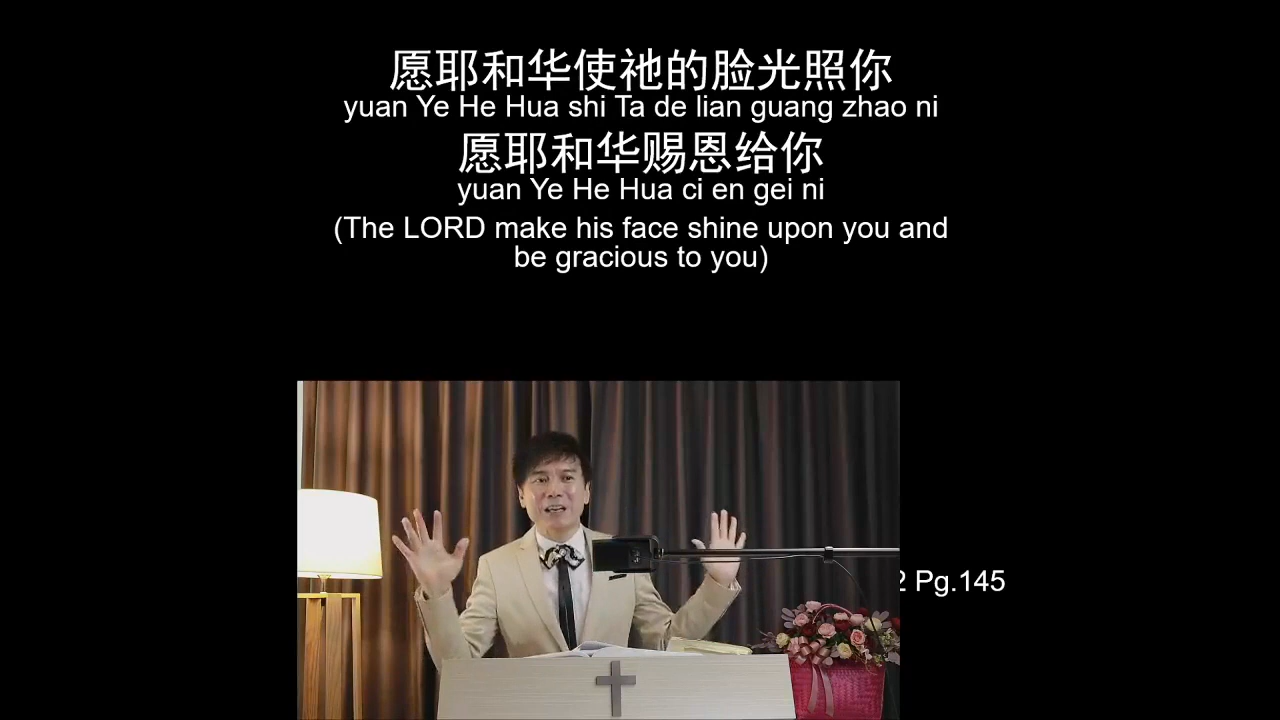 愿耶和华使祂的脸光照你
yuan Ye He Hua shi Ta de lian guang zhao ni
愿耶和华赐恩给你
yuan Ye He Hua ci en gei ni
(The LORD make his face shine upon you and
be gracious to you)
2 Pg.145